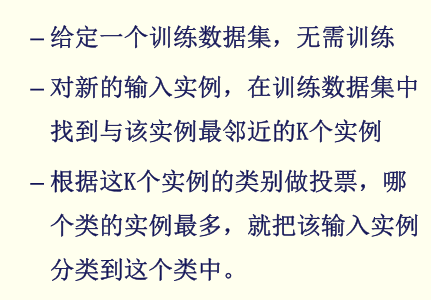 – 给定一个训练数据集，无需训练
– 对新的输入实例，在训练数据集中
找到与该实例最邻近的K个实例
– 根据这K个实例的类别做投票，哪
个类的实例最多，就把该输入实例
分类到这个类中。